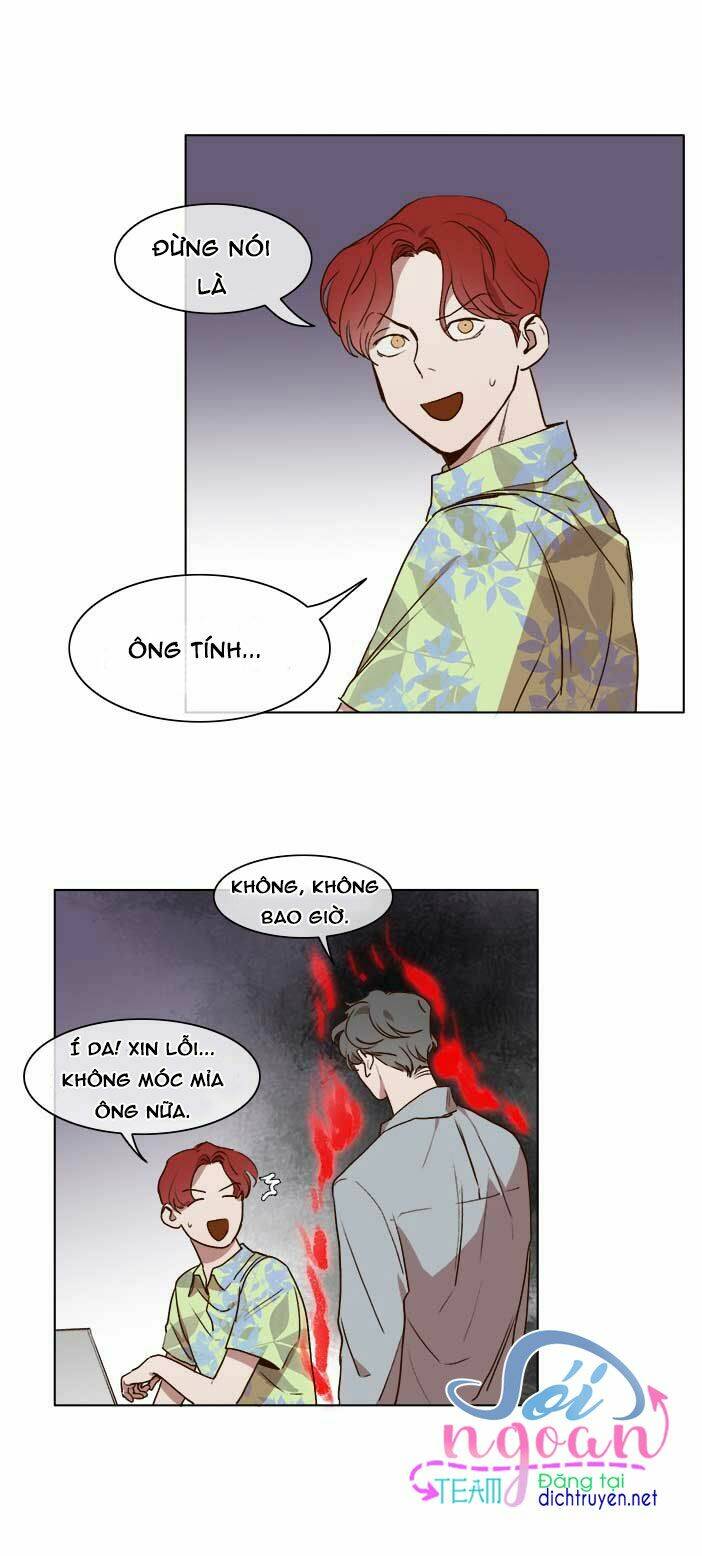 ĐỪNG NÓI
LÀ
ÔNG TÍNH...
KHÔNG, KHÔNG
BAO GIỜ.
Í DA! XIN LỖI...
KHÔNG MÓC MỈA
ÔNG NỮA.
Sói
ngoan
TEAM
Đăng tại
dichtruyen.net